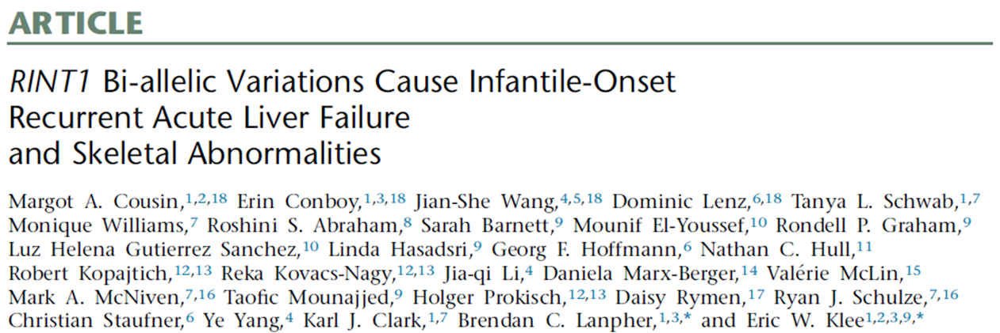 ARTICLE
RINT1 Bi-allelic Variations Cause Infantile-Onset
Recurrent Acute Liver Failure
and Skeletal Abnormalities
Margot A. Cousin,1,2,18 Erin Conboy,1,3,18 Jian-She Wang,4,5,18 Dominic Lenz,6,18 Tanya L. Schwab,1,7
Monique Williams,7 Roshini S. Abraham,8 Sarah Barnett,9 Mounif El-Youssef,10 Rondell P. Graham,9
Luz Helena Gutierrez Sanchez,10 Linda Hasadsri,9 Georg F. Hoffmann,6 Nathan C. Hull,11
Robert Kopajtich,12,13 Reka Kovacs-Nagy,12,13 Jia-qi Li,4 Daniela Marx-Berger,14 Valérie McLin,15
Mark A. McNiven,7,16 Taofic Mounajjed,9 Holger Prokisch,12,13 Daisy Rymen,17 Ryan J. Schulze,7,16
Christian Staufner,6 Ye Yang,4 Karl J. Clark,1,7 Brendan C. Lanpher,1,3,* and Eric W. Klee1,2,3,9,*